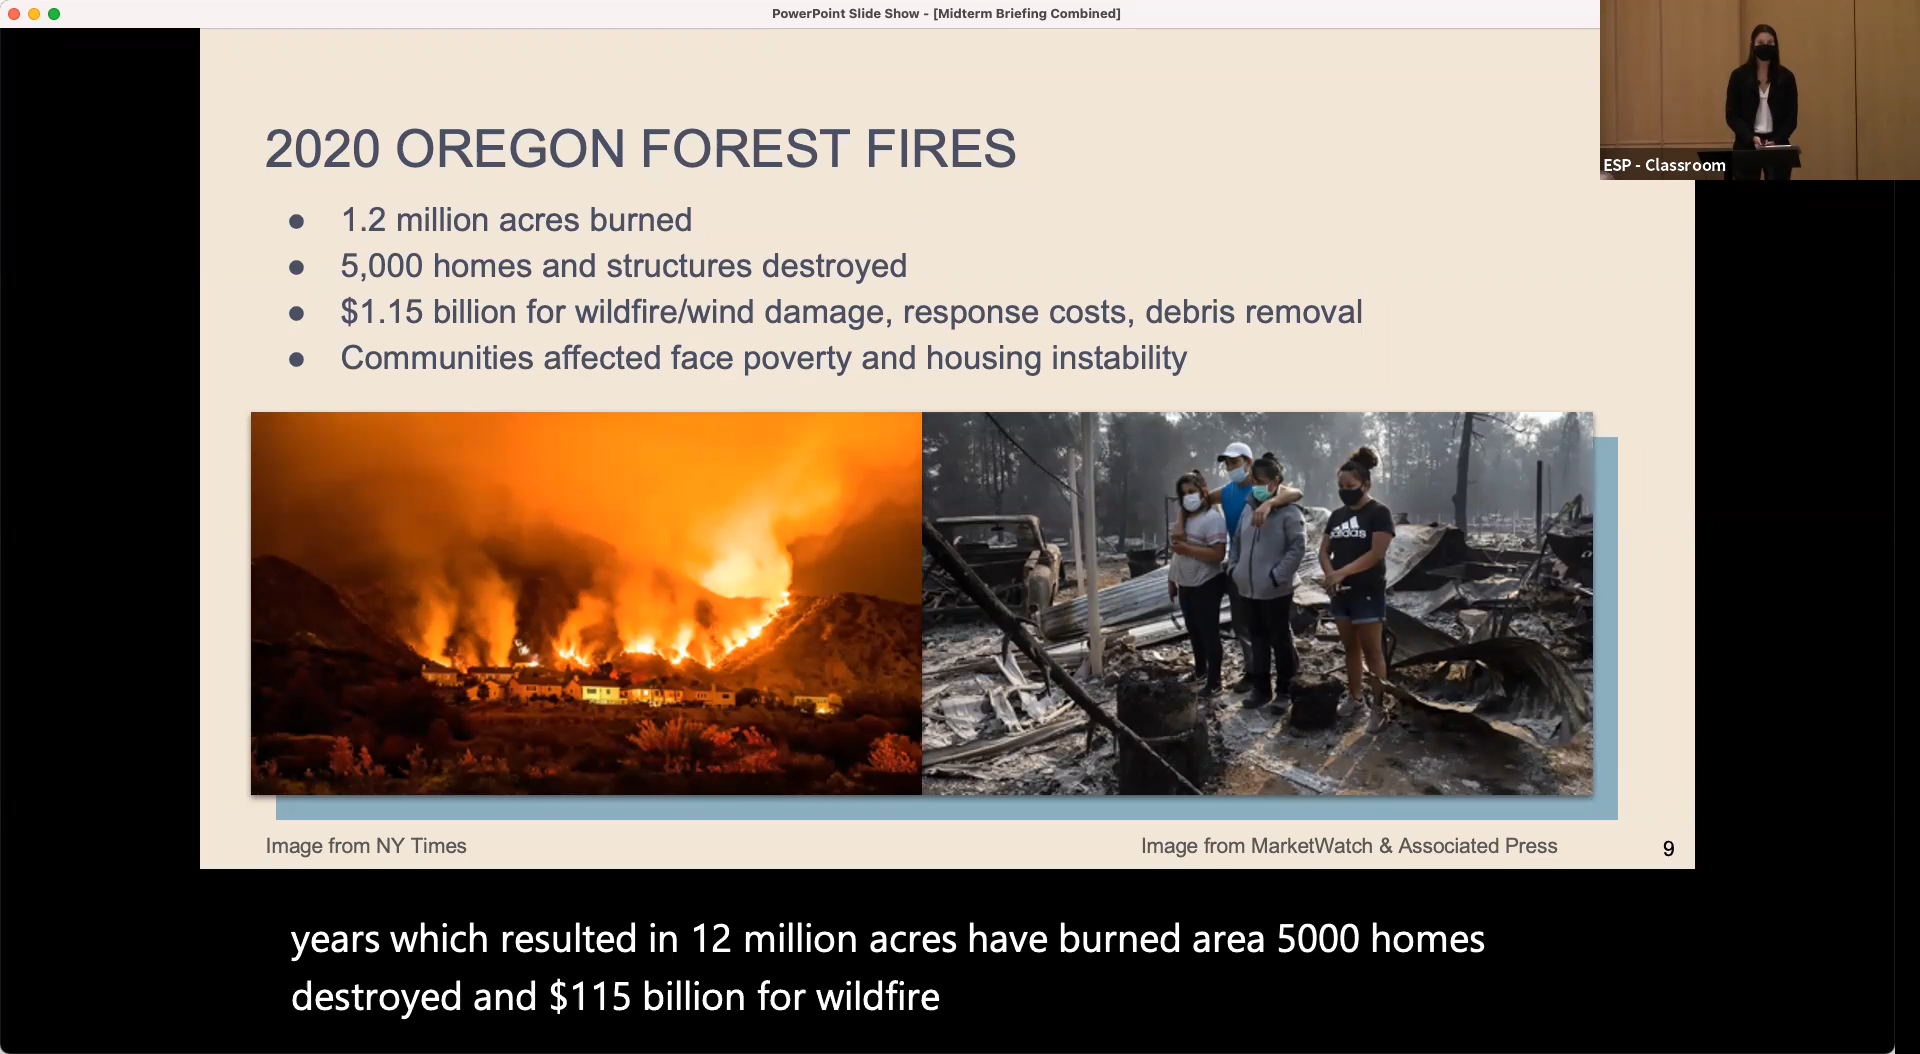 PowerPoint Slide Show - [Midterm Briefing Combined]
ESP - Classroom
2020 OREGON FOREST FIRES
● 1.2 million acres burned
● 5,000 homes and structures destroyed
● $1.15 billion for wildfire/wind damage, response costs, debris removal
● Communities affected face poverty and housing instability
adidas
Image from NY Times
Image from MarketWatch & Associated Press
9
years which resulted in 12 million acres have burned area 5000 homes
destroyed and $115 billion for wildfire